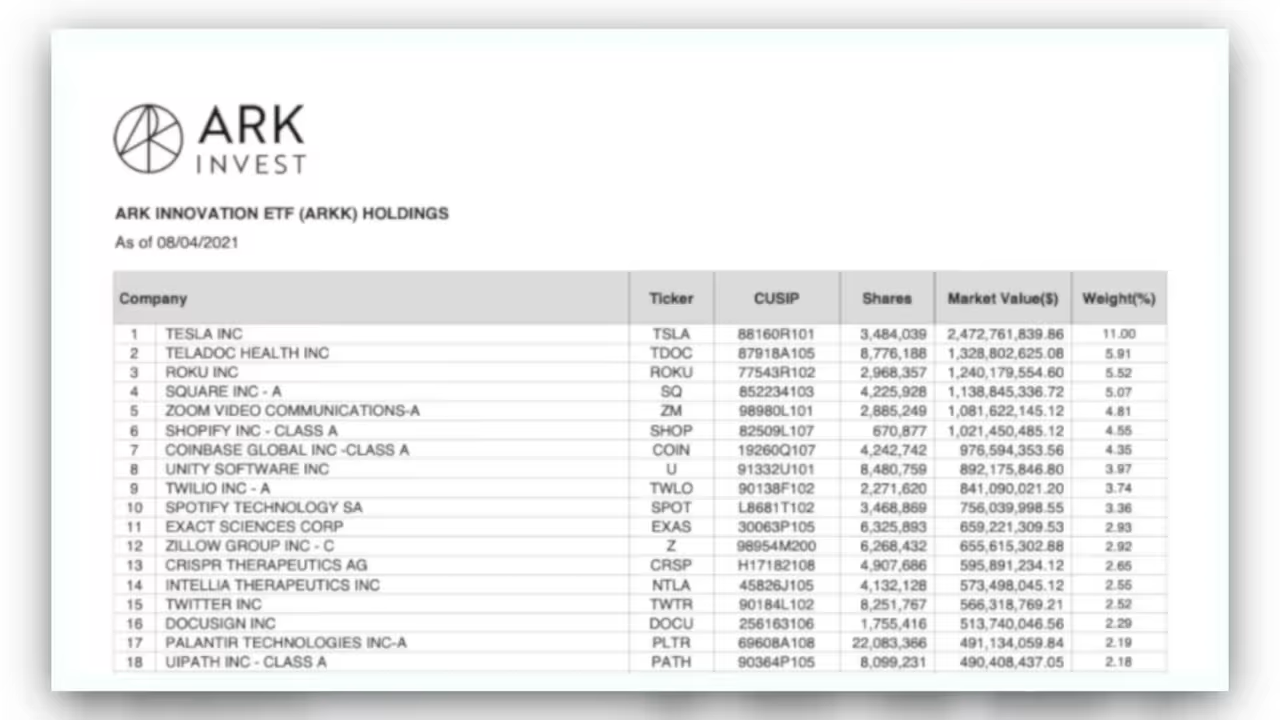 ARK
INVEST
ARK INNOVATION ETF (ARKK) HOLDINGS
As of 08/04/2021
Company Ticker CUSIP Shares Market Value($) Weight(%)
1 TESLA INC TSLA 88160R101 3,484,039 2,472,761,839.86 11.00
2 TELADOC HEALTH INC TDOC 87918A105 8,776,188 1,328,802,625.08 5.91
3 ROKU INC ROKU 77543R102 2,968,357 1,240,179,554.60 5.52
4 SQUARE INC - A SQ 852234103 4,225,928 1,138,845,336.72 5.07
5 ZOOM VIDEO COMMUNICATIONS-A ZM 98980L101 2,885,249 1,081,622,145.12 4.81
6 SHOPIFY INC - CLASS A SHOP 82509L107 670,877 1,021,450,485.12 4.55
7 COINBASE GLOBAL INC -CLASS A COIN 19260Q107 4,242,742 976,594,353.56 4.35
8 UNITY SOFTWARE INC U 91332U101 8,480,759 892,175,846.80 3.97
9 TWILIO INC - A TWLO 90138F102 2,271,620 841,090,021.20 3.74
10 SPOTIFY TECHNOLOGY SA SPOT L8681T102 3,468,869 756,039,998.55 3.36
11 EXACT SCIENCES CORP EXAS 30063P105 6,325,893 659,221,309.53 2.93
12 ZILLOW GROUP INC - C Z 98954M200 6,268,432 655,615,302.88 2.92
13 CRISPR THERAPEUTICS AG CRSP H17182108 4,907,686 595,891,234.12 2.65
14 INTELLIA THERAPEUTICS INC NTLA 45826J105 4,132,128 573,498,045.12 2.55
15 TWITTER INC TWTR 90184L102 8,251,767 566,318,769.21 2.52
16 DOCUSIGN INC DOCU 256163106 1,755,416 513,740,046.56 2.29
17 PALANTIR TECHNOLOGIES INC-A PLTR 69608A108 22,083,366 491,134,059.84 2.19
18 UIPATH INC - CLASS A PATH 90364P105 8,099,231 490,408,437.05 2.18